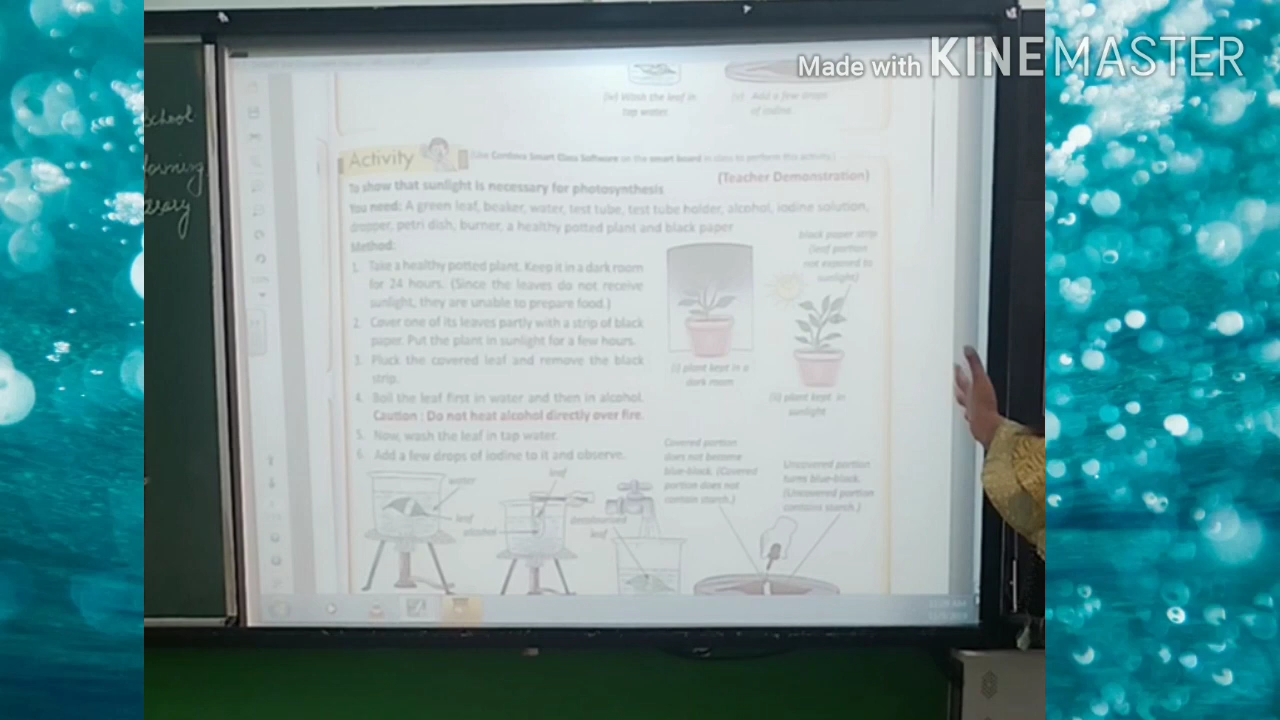 Made with KINEMASTER
School
(iv) Wash the leaf in
tap water.
(v) Add a few drops
of iodine.
Activity
(Use Cordova Smart Class Software on the smart board in class to perform this activity)
To show that sunlight is necessary for photosynthesis
(Teacher Demonstration)
You need: A green leaf, beaker, water, test tube, test tube holder, alcohol, iodine solution,
dropper, petri dish, burner, a healthy potted plant and black paper
Method:
1. Take a healthy potted plant. Keep it in a dark room
for 24 hours. (Since the leaves do not receive
sunlight, they are unable to prepare food.)
2. Cover one of its leaves partly with a strip of black
paper. Put the plant in sunlight for a few hours.
3. Pluck the covered leaf and remove the black
strip.
4. Boil the leaf first in water and then in alcohol.
Caution : Do not heat alcohol directly over fire.
5. Now, wash the leaf in tap water.
6. Add a few drops of iodine to it and observe.
black paper strip
(leaf portion
not exposed to
sunlight)
(i) plant kept in a
dark room
(ii) plant kept in
sunlight
Covered portion
does not become
blue-black. (Covered
portion does not
contain starch.)
Uncovered portion
turns blue-black.
(Uncovered portion
contains starch.)
water
leaf
leaf
alcohol
decolourised
leaf